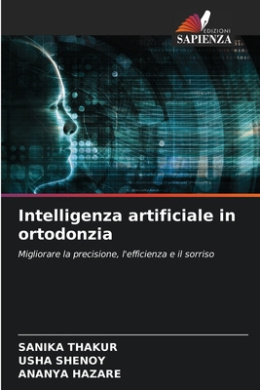 EDIZIONI
SAPIENZA
Intelligenza artificiale in
ortodonzia
Migliorare la precisione, l'efficienza e il sorriso
SANIKA THAKUR
USHA SHENOY
ANANYA HAZARE